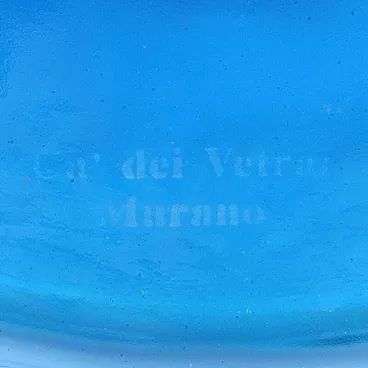 Ca' dei Vetrai
Murano